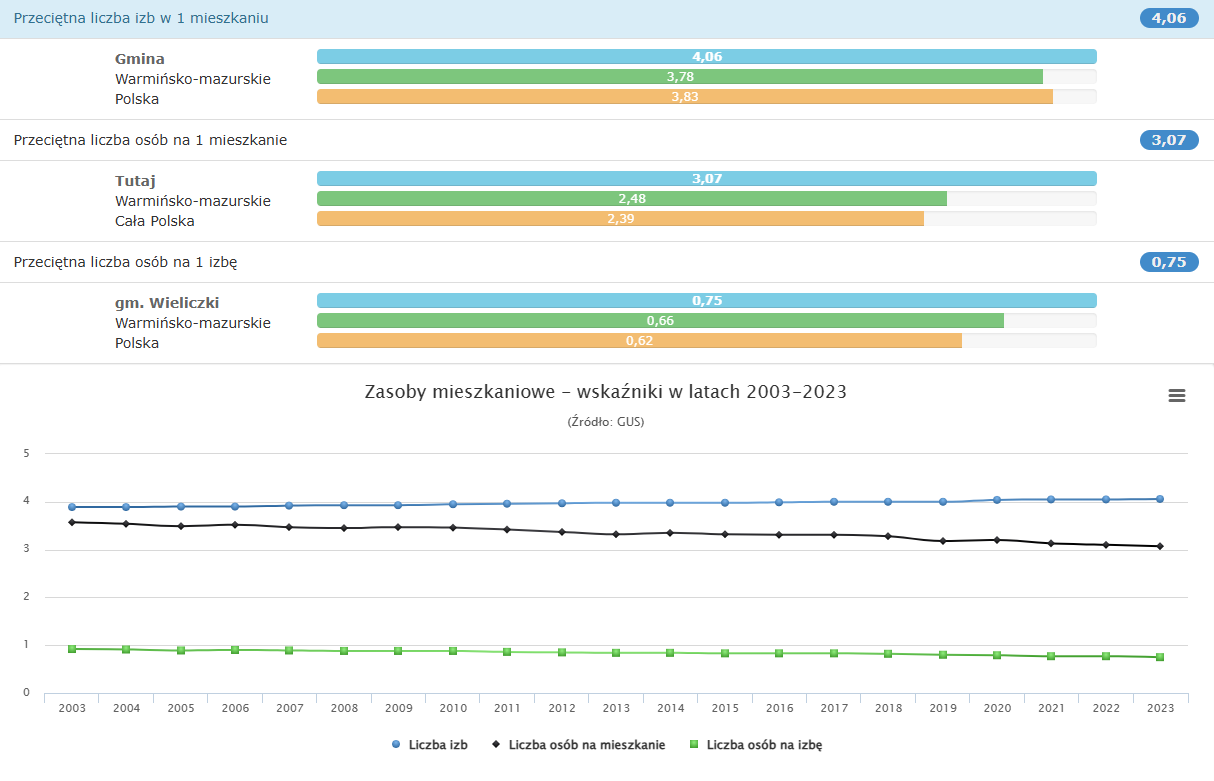 Przeciętna liczba izb w 1 mieszkaniu 4,06
Gmina 4,06
Warmińsko-mazurskie 3,78
Polska 3,83
Przeciętna liczba osób na 1 mieszkanie 3,07
Tutaj 3,07
Warmińsko-mazurskie 2,48
Cała Polska 2,39
Przeciętna liczba osób na 1 izbę 0,75
gm. Wieliczki 0,75
Warmińsko-mazurskie 0,66
Polska 0,62
Zasoby mieszkaniowe - wskaźniki w latach 2003-2023
(Źródło: GUS)
5
4
3
2
1
0
2003 2004 2005 2006 2007 2008 2009 2010 2011 2012 2013 2014 2015 2016 2017 2018 2019 2020 2021 2022 2023
Liczba izb Liczba osób na mieszkanie Liczba osób na izbę